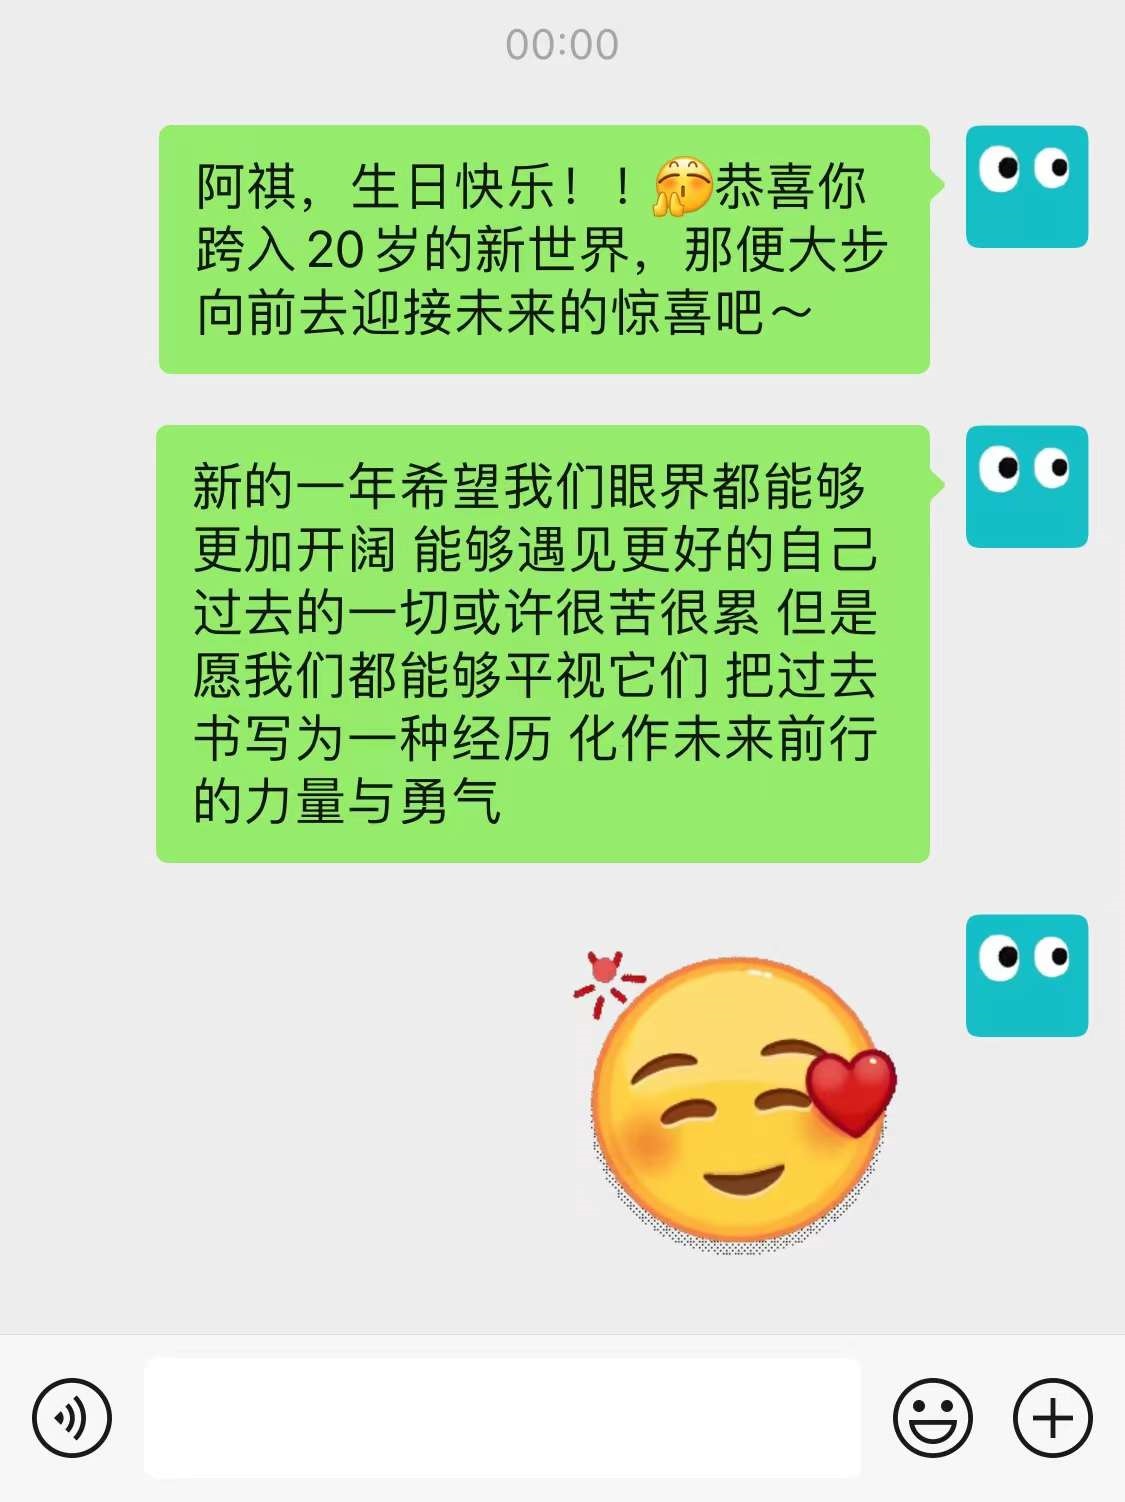 00:00
阿祺，生日快乐！！🤗恭喜你
跨入20岁的新世界，那便大步
向前去迎接未来的惊喜吧～
新的一年希望我们眼界都能够
更加开阔 能够遇见更好的自己
过去的一切或许很苦很累 但是
愿我们都能够平视它们 把过去
书写为一种经历 化作未来前行
的力量与勇气